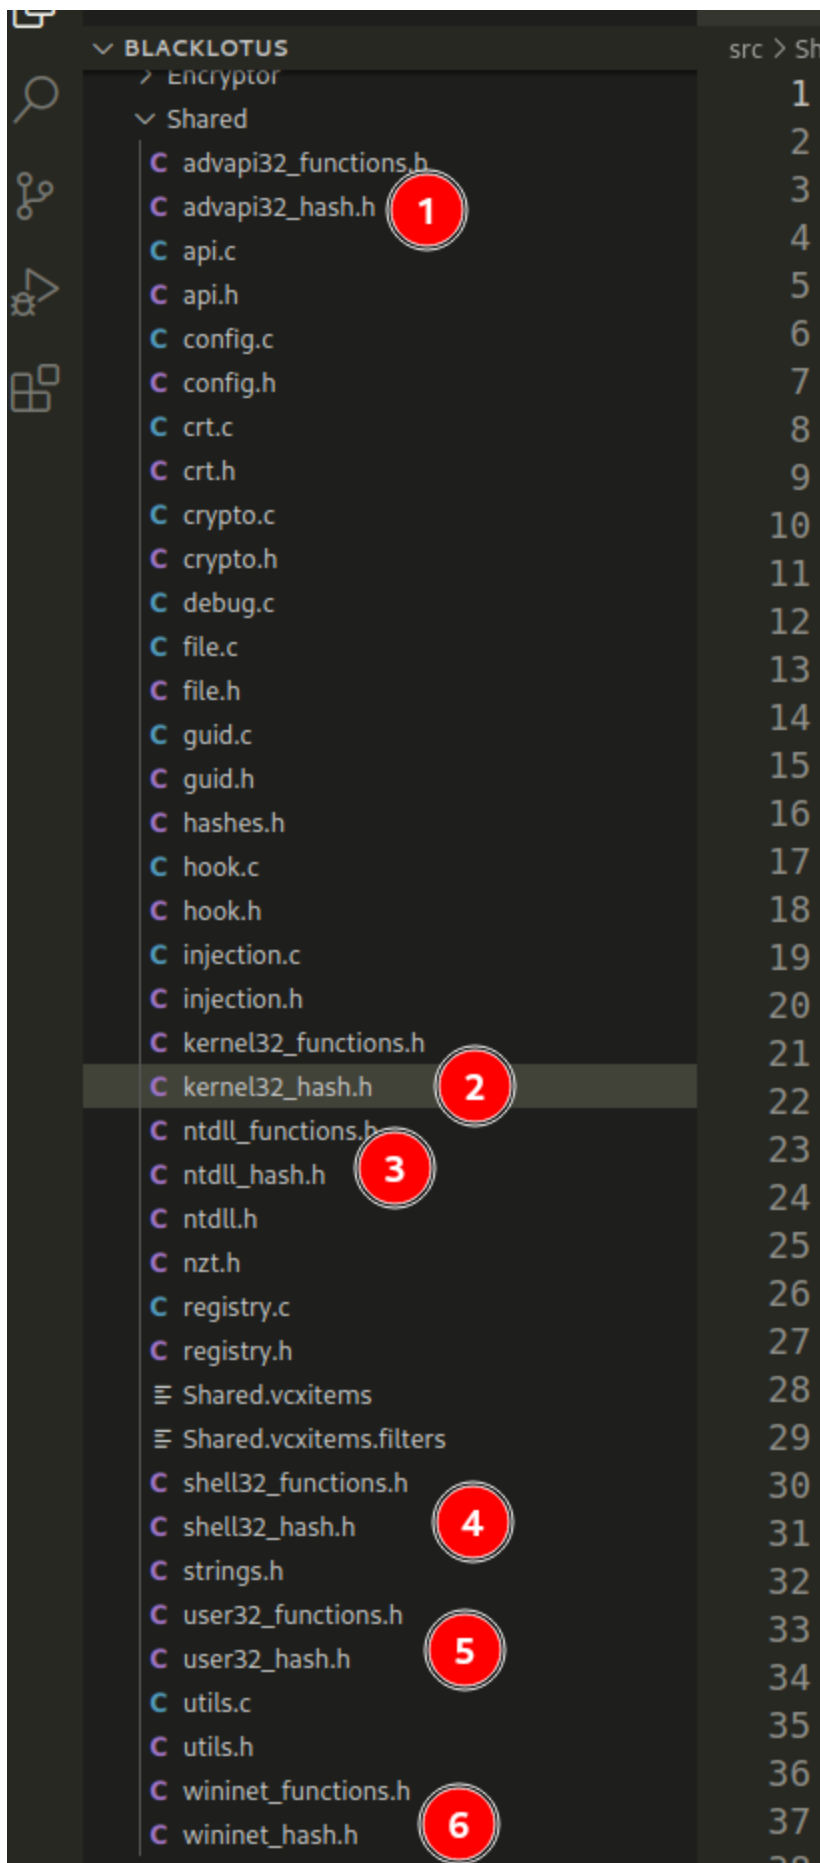 BLACKLOTUS
src > Sh
Encryptor
Shared
C advapi32_functions.h
C advapi32_hash.h 1
C api.c
C api.h
C config.c
C config.h
C crt.c
C crt.h
C crypto.c
C crypto.h
C debug.c
C file.c
C file.h
C guid.c
C guid.h
C hashes.h
C hook.c
C hook.h
C injection.c
C injection.h
C kernel32_functions.h
C kernel32_hash.h 2
C ntdll_functions.h
C ntdll_hash.h 3
C ntdll.h
C nzt.h
C registry.c
C registry.h
Shared.vcxitems
Shared.vcxitems.filters
C shell32_functions.h
C shell32_hash.h 4
C strings.h
C user32_functions.h
C user32_hash.h 5
C utils.c
C utils.h
C wininet_functions.h
C wininet_hash.h 6
1
2
3
4
5
6
7
8
9
10
11
12
13
14
15
16
17
18
19
20
21
22
23
24
25
26
27
28
29
30
31
32
33
34
35
36
37
38